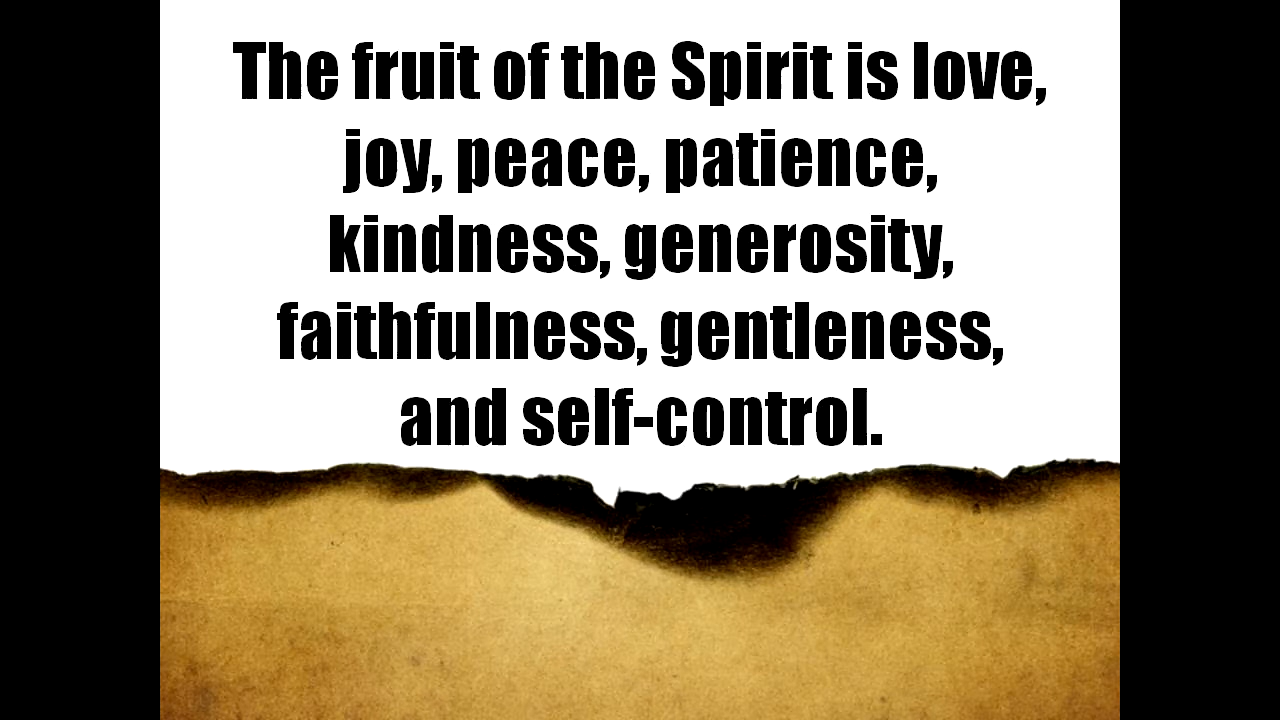 The fruit of the Spirit is love,
joy, peace, patience,
kindness, generosity,
faithfulness, gentleness,
and self-control.